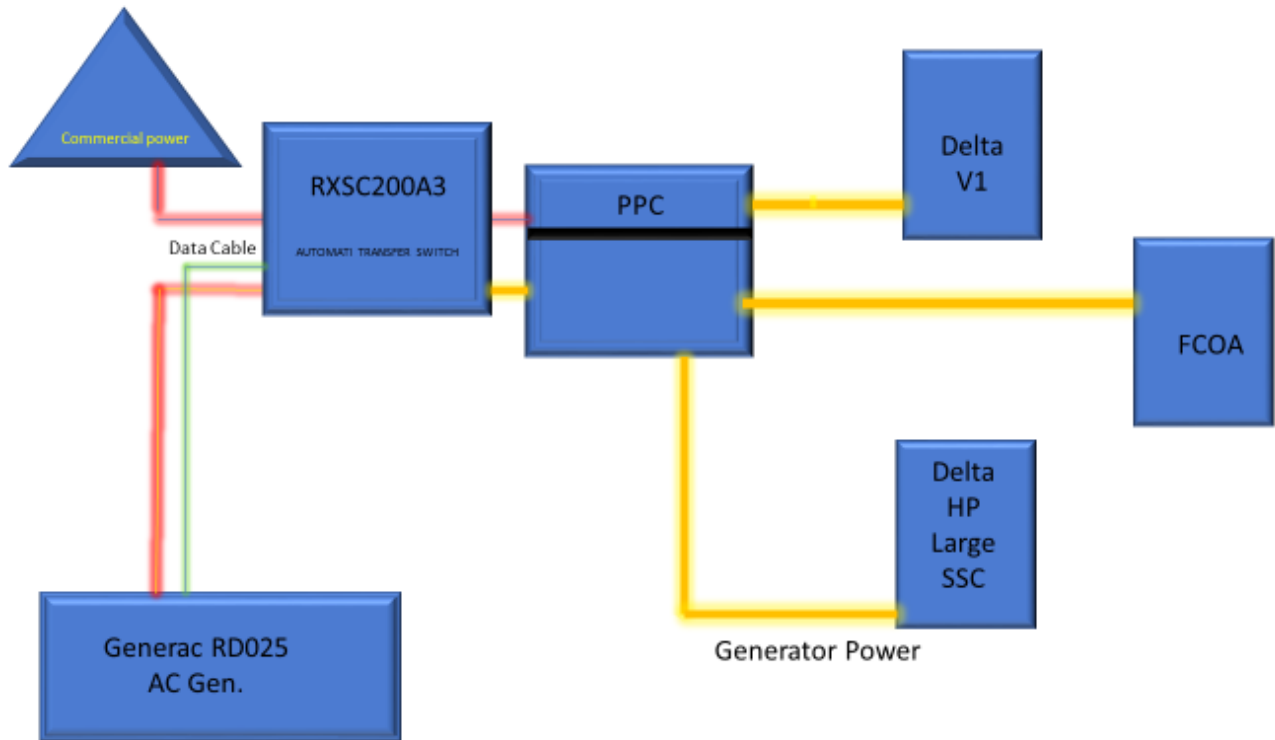 Commercial power
RXSC200A3
AUTOMATI TRANSFER SWITCH
Data Cable
PPC
Delta
V1
FCOA
Delta
HP
Large
SSC
Generator Power
Generac RD025
AC Gen.